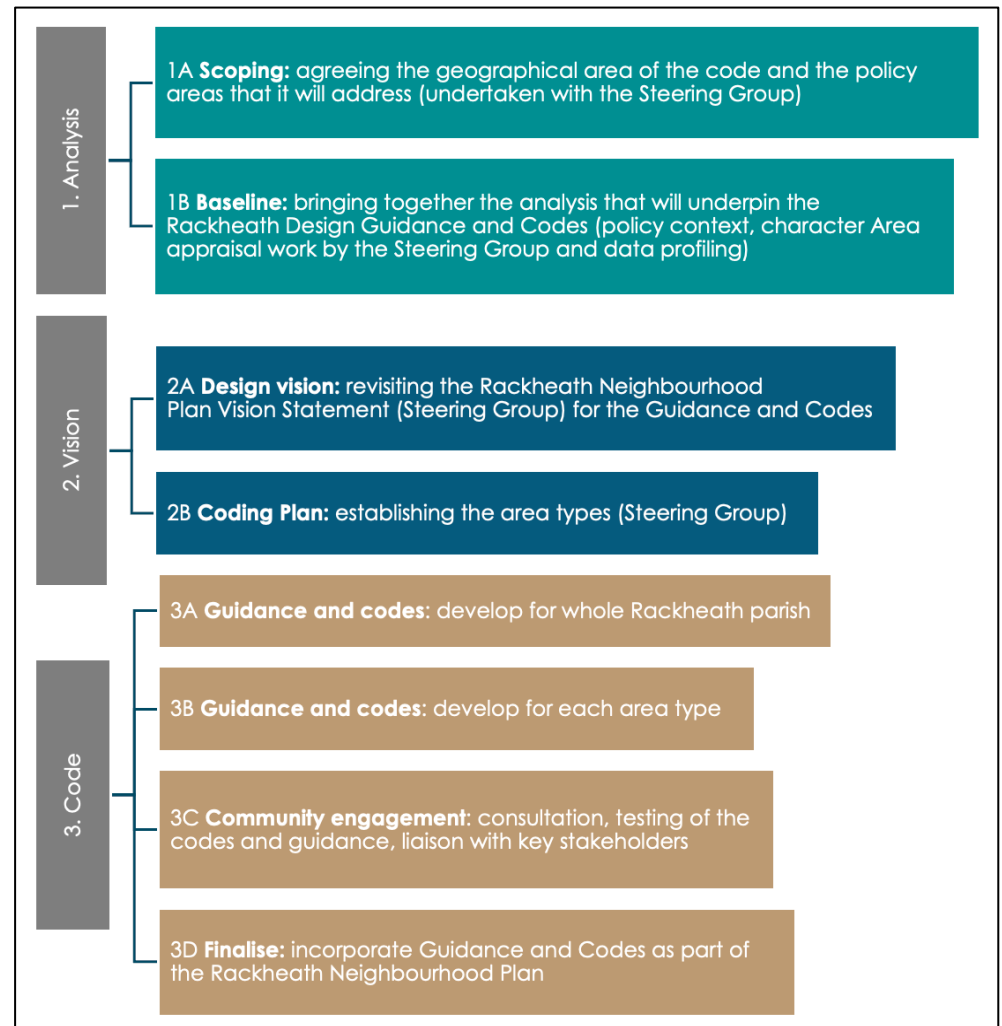 1. Analysis
1A Scoping: agreeing the geographical area of the code and the policy
areas that it will address (undertaken with the Steering Group)
1B Baseline: bringing together the analysis that will underpin the
Rackheath Design Guidance and Codes (policy context, character Area
appraisal work by the Steering Group and data profiling)
2. Vision
2A Design vision: revisiting the Rackheath Neighbourhood
Plan Vision Statement (Steering Group) for the Guidance and Codes
2B Coding Plan: establishing the area types (Steering Group)
3. Code
3A Guidance and codes: develop for whole Rackheath parish
3B Guidance and codes: develop for each area type
3C Community engagement: consultation, testing of the
codes and guidance, liaison with key stakeholders
3D Finalise: incorporate Guidance and Codes as part of
the Rackheath Neighbourhood Plan